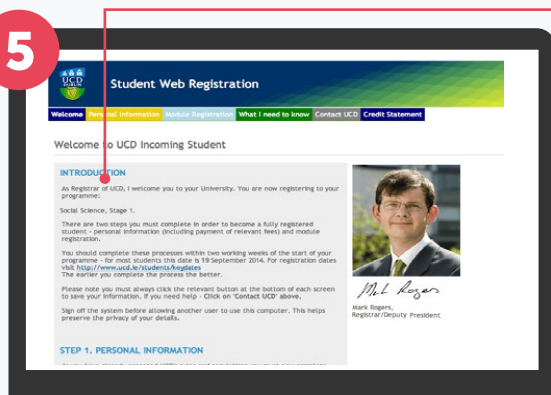 5
UCD
DUBLIN
Student Web Registration
Welcome Personal Information Module Registration What I need to know Contact UCD Credit Statement
Welcome to UCD Incoming Student
INTRODUCTION
As Registrar of UCD, I welcome you to your University. You are now registering to your
programme:
Social Science, Stage 1.
There are two steps you must complete in order to become a fully registered
student - personal information (including payment of relevant fees) and module
registration.
You should complete these processes within two working weeks of the start of your
programme - for most students this date is 19 September 2014. For registration dates
visit http://www.ucd.ie/students/keydates
The earlier you complete the process the better.
Please note you must always click the relevant button at the bottom of each screen
to save your information. If you need help - Click on 'Contact UCD' above.
Sign off the system before allowing another user to use this computer. This helps
preserve the privacy of your details.
Mark Rogers,
Registrar/Deputy President
STEP 1. PERSONAL INFORMATION